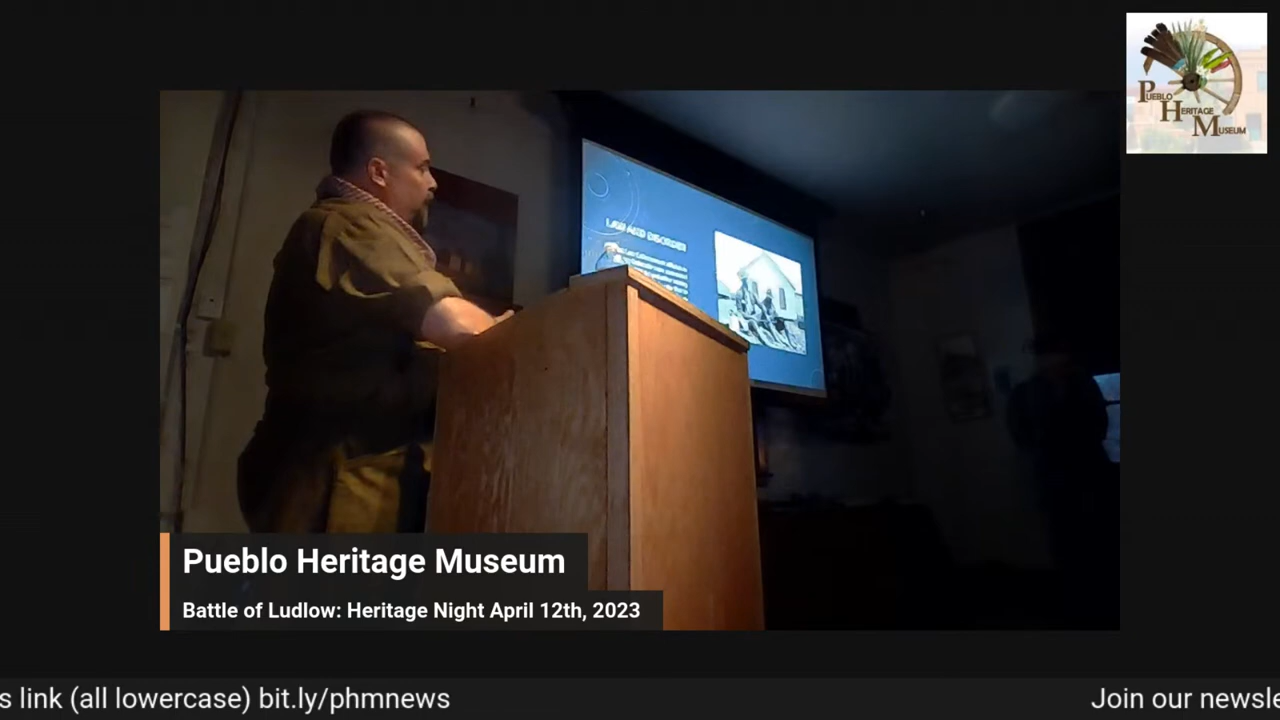 PUEBLO
HERITAGE
MUSEUM
LAW AND DISORDER
Pueblo Heritage Museum
Battle of Ludlow: Heritage Night April 12th, 2023
s link (all lowercase) bit.ly/phmnews
Join our newsle